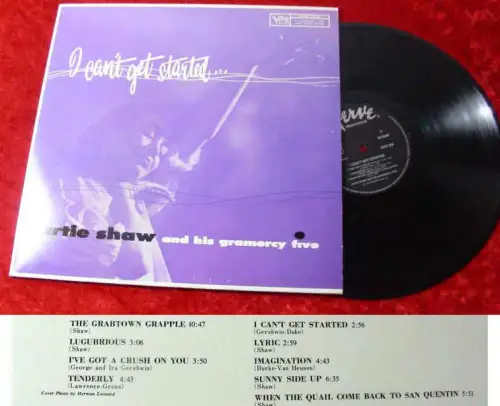 Verve
I can't get started...
artie shaw and his gramercy five
Verve
THE GRABTOWN GRAPPLE 10:47
(Shaw)
LUGUBRIOUS 3:06
(Shaw)
I'VE GOT A CRUSH ON YOU 3:50
(George and Ira Gershwin)
TENDERLY 4:43
(Lawrence-Gross)
Cover Photo by Herman Leonard
I CAN'T GET STARTED 2:56
(Gershwin-Duke)
LYRIC 2:59
(Shaw)
IMAGINATION 4:43
(Burke-Van Heusen)
SUNNY SIDE UP 6:35
(Shaw)
WHEN THE QUAIL COME BACK TO SAN QUENTIN 5:51